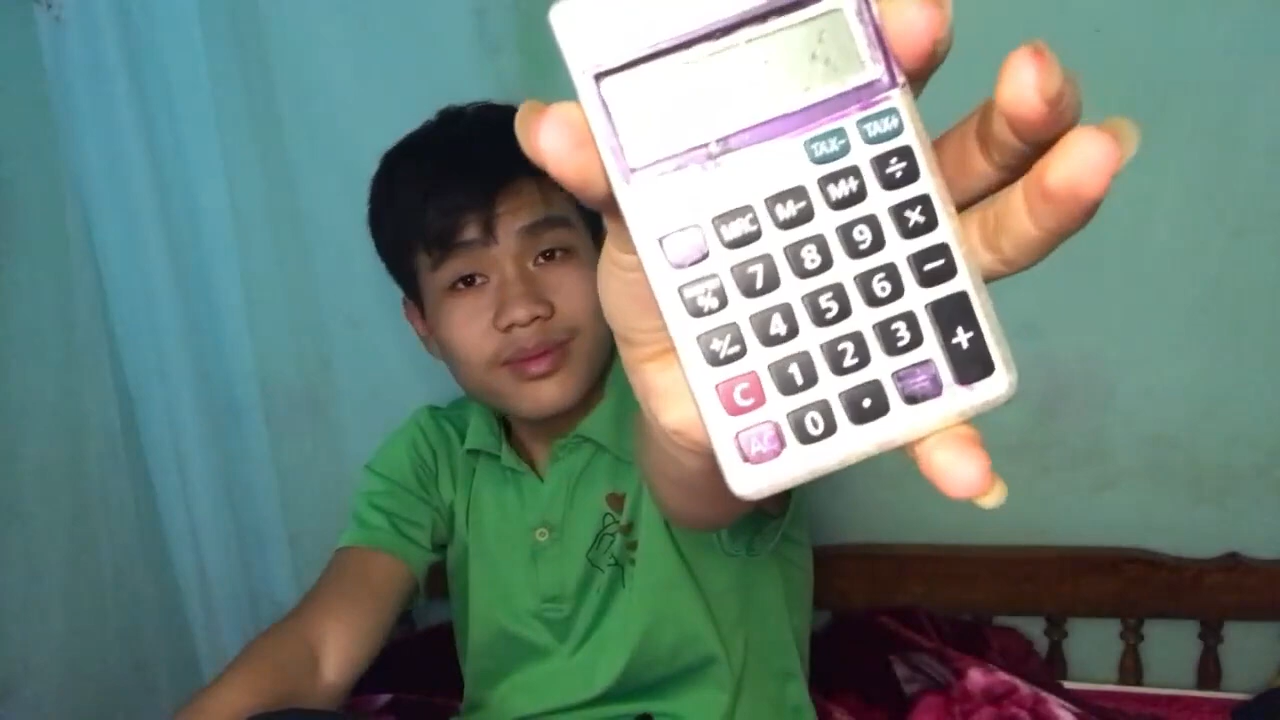 TAX- TAX+
MRC M- M+ ÷
% 7 8 9 ×
+/- 4 5 6 −
C 1 2 3 +
AC 0 . =